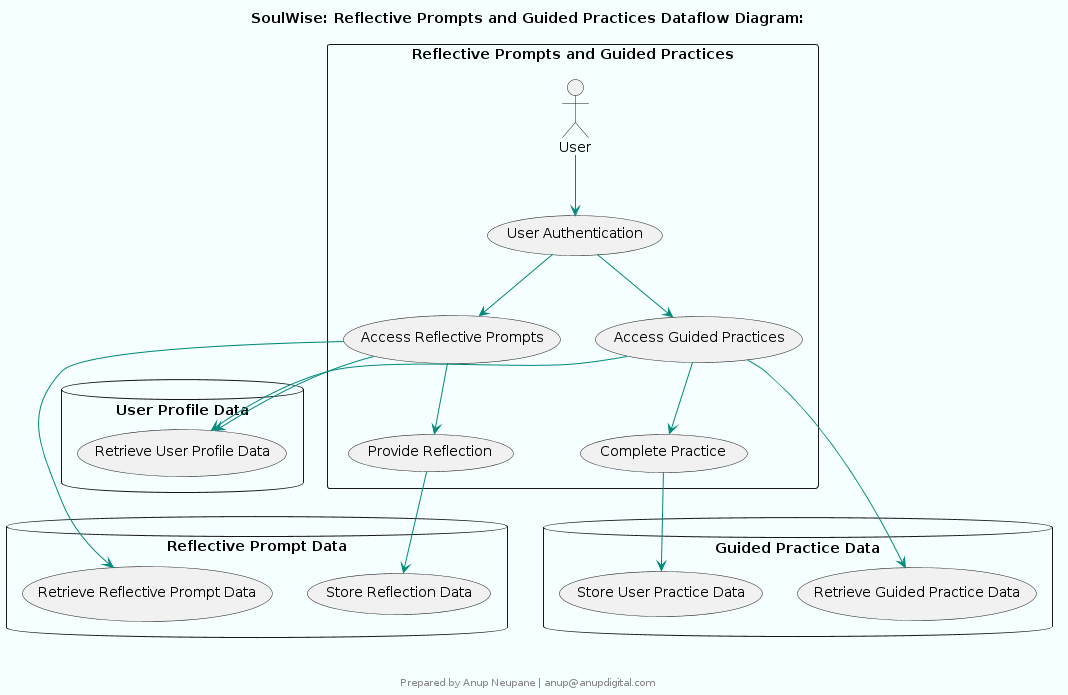 SoulWise: Reflective Prompts and Guided Practices Dataflow Diagram:
Reflective Prompts and Guided Practices
User
User Authentication
Access Reflective Prompts
Access Guided Practices
User Profile Data
Retrieve User Profile Data
Provide Reflection
Complete Practice
Reflective Prompt Data
Guided Practice Data
Retrieve Reflective Prompt Data
Store Reflection Data
Store User Practice Data
Retrieve Guided Practice Data
Prepared by Anup Neupane | anup@anupdigital.com